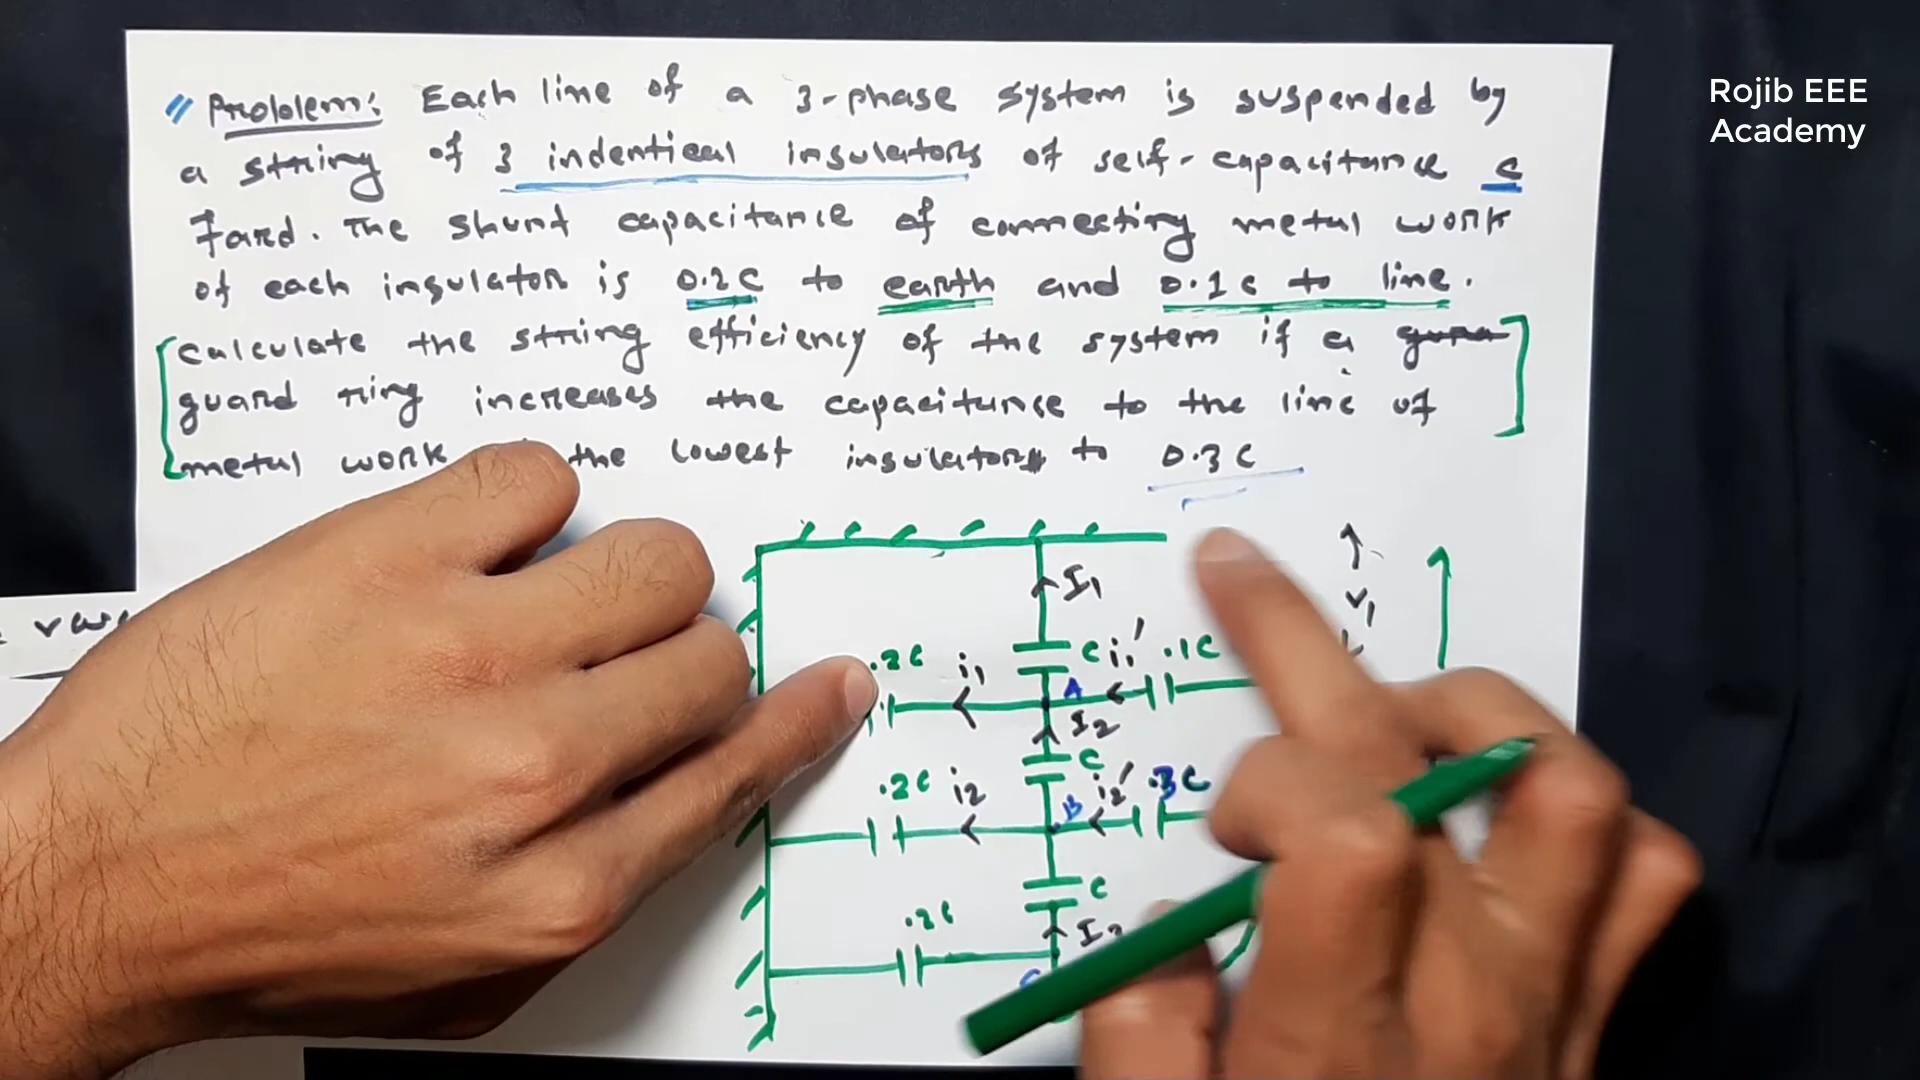 Rojib EEE
Academy
// Problem: Each line of a 3-phase system is suspended by
a string of 3 indentical insulators of self-capacitance c
fard. The shunt capacitance of connecting metal work
of each insulator is 0.2c to earth and 0.1c to line.
Calculate the string efficiency of the system if a
guard ring increases the capacitance to the line of
metal work the lowest insulator to 0.3c
I1
V1
.2c i1 c i1' .1c
A
I2
.2c i2 c i2' .3c
B
c
.2c
C